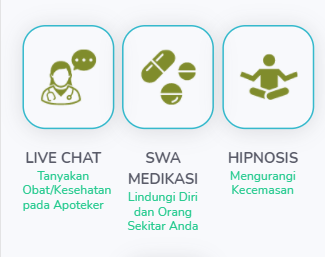 LIVE CHAT
Tanyakan
Obat/Kesehatan
pada Apoteker
SWA
MEDIKASI
Lindungi Diri
dan Orang
Sekitar Anda
HIPNOSIS
Mengurangi
Kecemasan